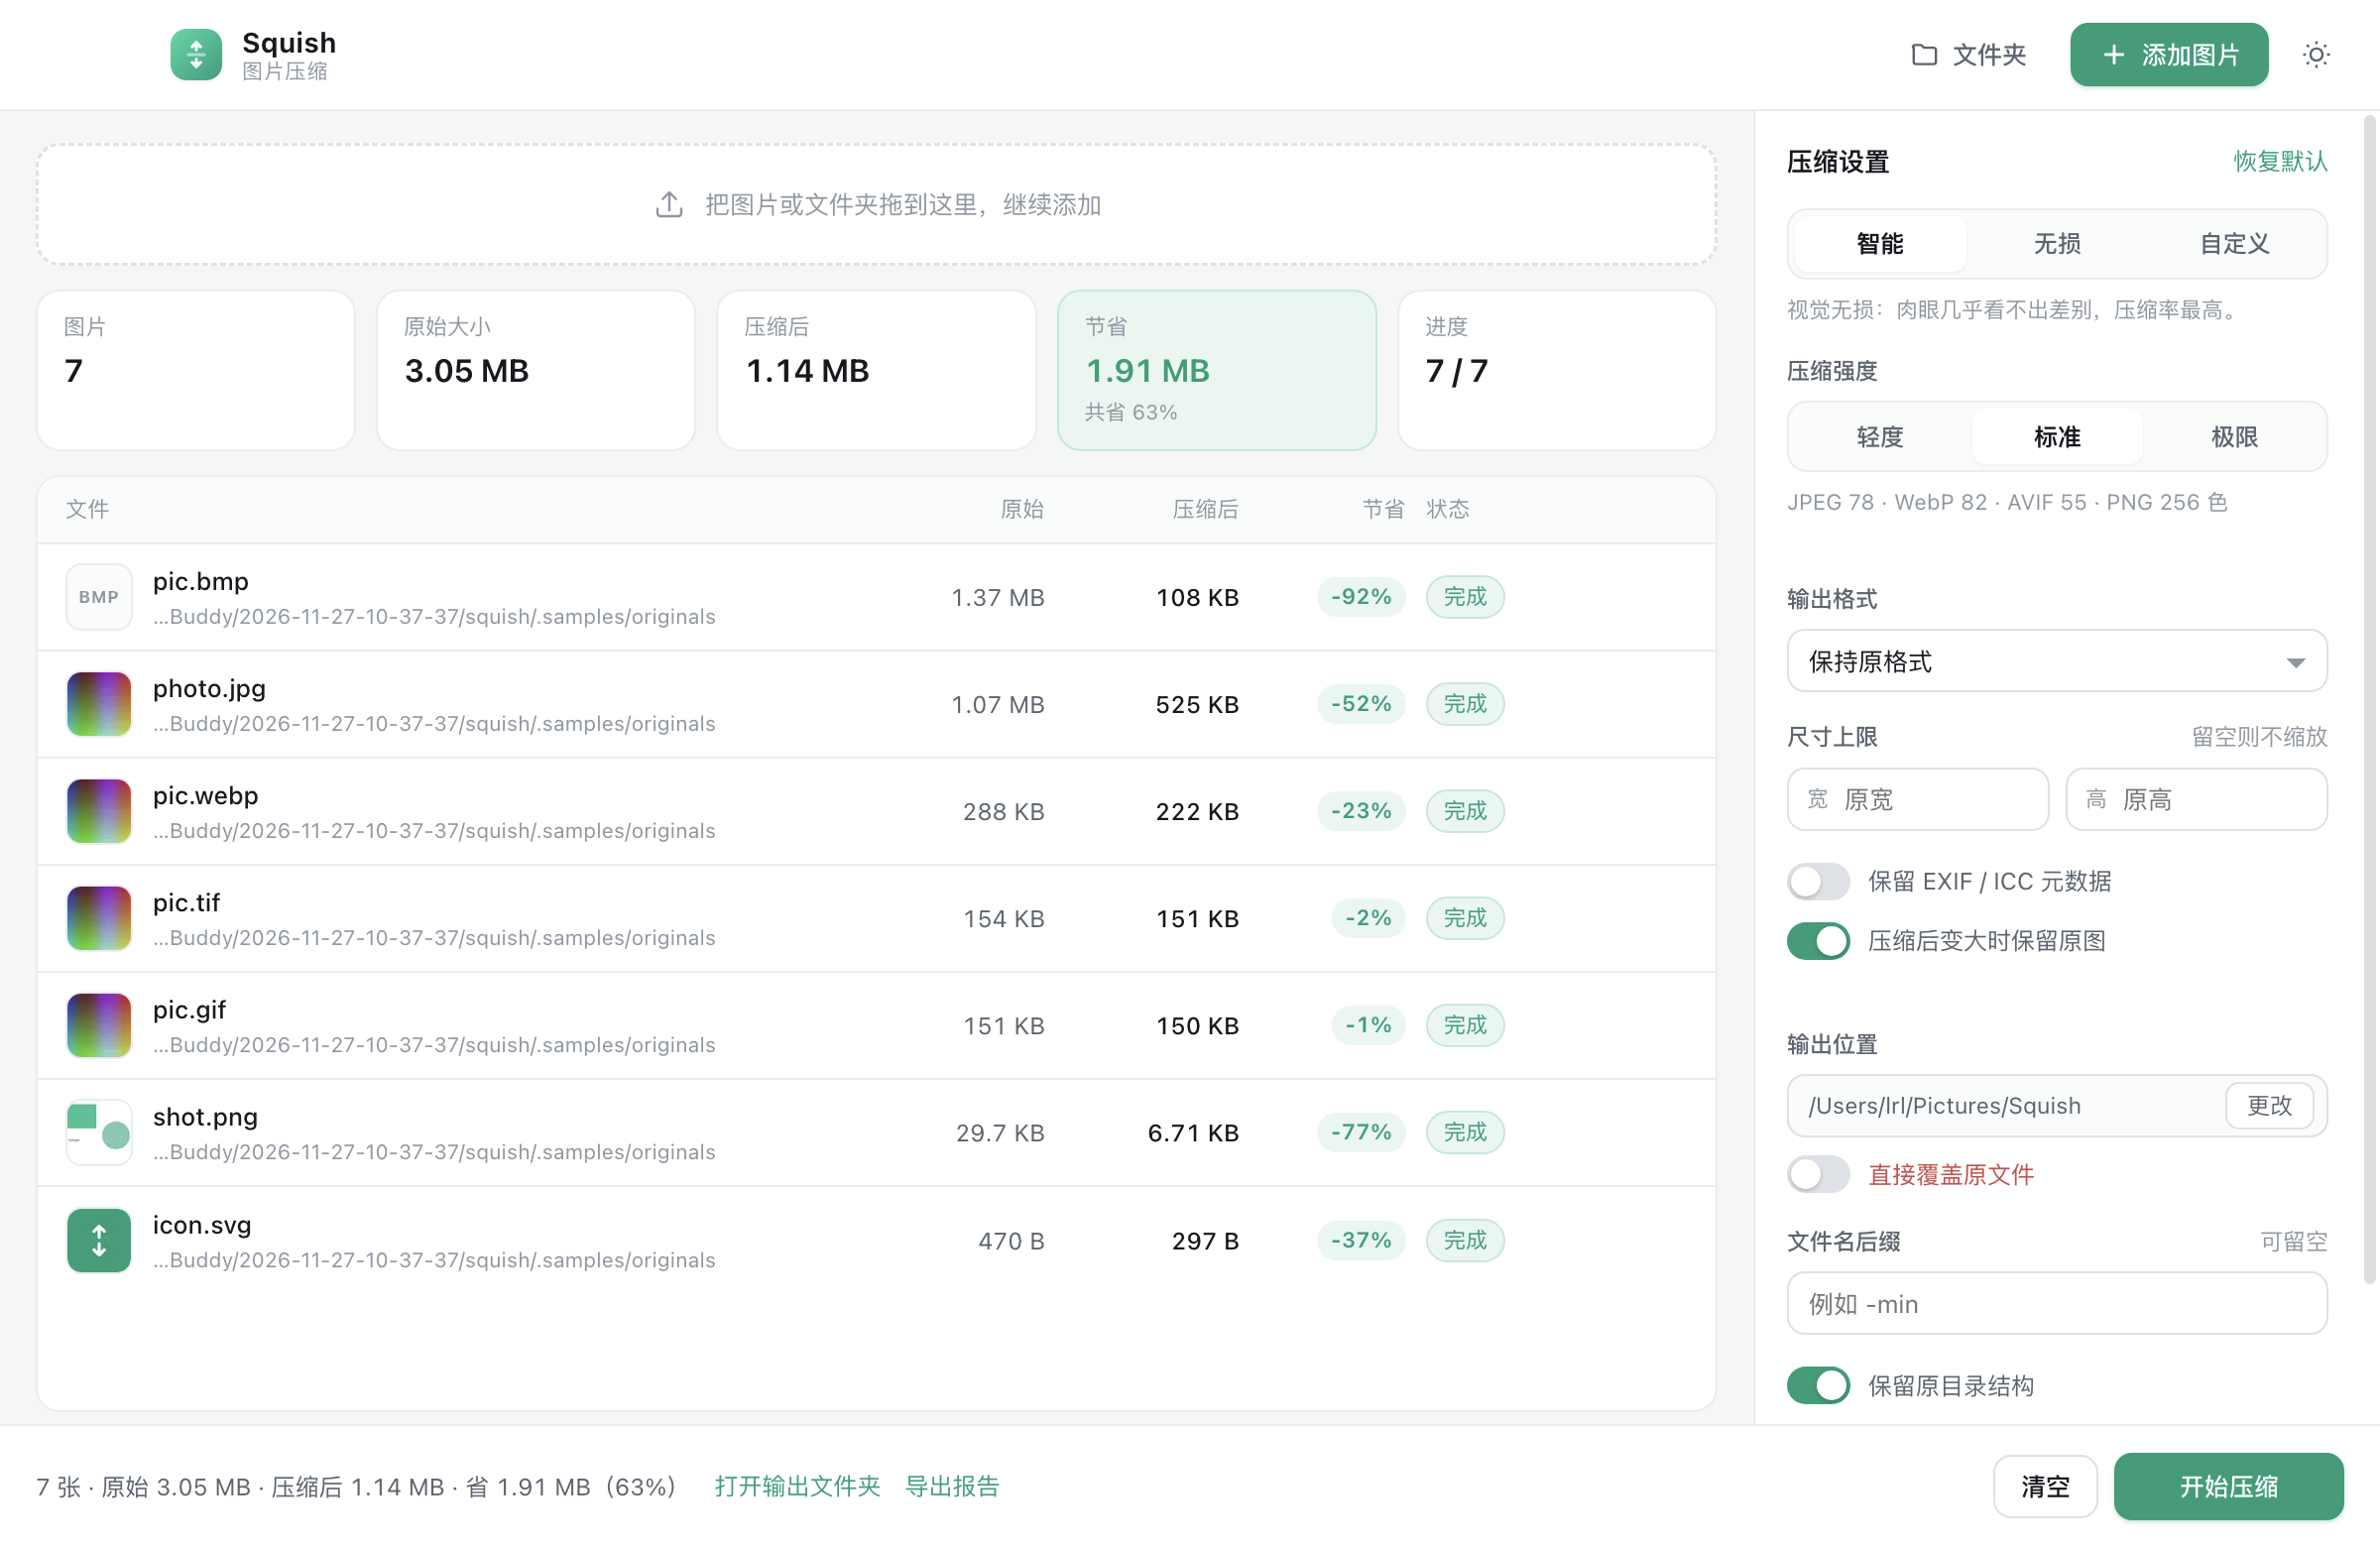 Squish
图片压缩
文件夹
添加图片
把图片或文件夹拖到这里，继续添加
图片
7
原始大小
3.05 MB
压缩后
1.14 MB
节省
1.91 MB
共省 63%
进度
7 / 7
文件 原始 压缩后 节省 状态
BMP
pic.bmp
...Buddy/2026-11-27-10-37-37/squish/.samples/originals
1.37 MB 108 KB -92% 完成
photo.jpg
...Buddy/2026-11-27-10-37-37/squish/.samples/originals
1.07 MB 525 KB -52% 完成
pic.webp
...Buddy/2026-11-27-10-37-37/squish/.samples/originals
288 KB 222 KB -23% 完成
pic.tif
...Buddy/2026-11-27-10-37-37/squish/.samples/originals
154 KB 151 KB -2% 完成
pic.gif
...Buddy/2026-11-27-10-37-37/squish/.samples/originals
151 KB 150 KB -1% 完成
shot.png
...Buddy/2026-11-27-10-37-37/squish/.samples/originals
29.7 KB 6.71 KB -77% 完成
icon.svg
...Buddy/2026-11-27-10-37-37/squish/.samples/originals
470 B 297 B -37% 完成
压缩设置 恢复默认
智能 无损 自定义
视觉无损：肉眼几乎看不出差别，压缩率最高。
压缩强度
轻度 标准 极限
JPEG 78 · WebP 82 · AVIF 55 · PNG 256 色
输出格式
保持原格式
尺寸上限 留空则不缩放
宽 原宽 高 原高
保留 EXIF / ICC 元数据
压缩后变大时保留原图
输出位置
/Users/lrl/Pictures/Squish 更改
直接覆盖原文件
文件名后缀 可留空
例如 -min
保留原目录结构
7 张 · 原始 3.05 MB · 压缩后 1.14 MB · 省 1.91 MB（63%） 打开输出文件夹 导出报告
清空 开始压缩